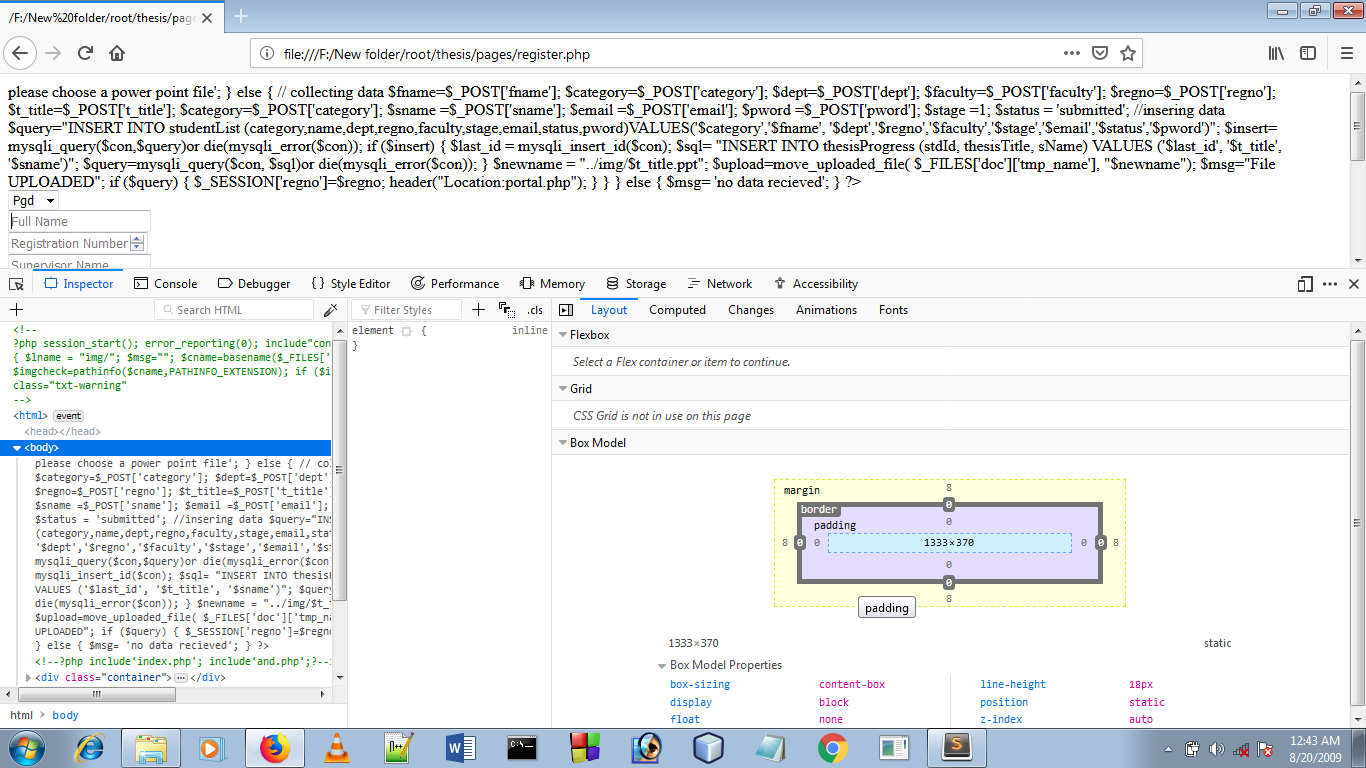 /F:/New%20folder/root/thesis/page
file:///F:/New folder/root/thesis/pages/register.php
please choose a power point file'; } else { // collecting data $fname=$_POST['fname']; $category=$_POST['category']; $dept=$_POST['dept']; $faculty=$_POST['faculty']; $regno=$_POST['regno'];
$t_title=$_POST['t_title']; $category=$_POST['category']; $sname =$_POST['sname']; $email =$_POST['email']; $pword =$_POST['pword']; $stage =1; $status = 'submitted'; //insering data
$query="INSERT INTO studentList (category,name,dept,regno,faculty,stage,email,status,pword)VALUES('$category','$fname', '$dept','$regno','$faculty','$stage','$email','$status','$pword')"; $insert=
mysqli_query($con,$query)or die(mysqli_error($con)); if ($insert) { $last_id = mysqli_insert_id($con); $sql= "INSERT INTO thesisProgress (stdId, thesisTitle, sName) VALUES ('$last_id', '$t_title',
'$sname')"; $query=mysqli_query($con, $sql)or die(mysqli_error($con)); } $newname = "../img/$t_title.ppt"; $upload=move_uploaded_file( $_FILES['doc']['tmp_name'], "$newname"); $msg="File
UPLOADED"; if ($query) { $_SESSION['regno']=$regno; header("Location:portal.php"); } } } else { $msg= 'no data recieved'; } ?>
Pgd
Full Name
Registration Number
Supervisor Name
Inspector Console Debugger Style Editor Performance Memory Storage Network Accessibility
Search HTML
Filter Styles
.cls
Layout Computed Changes Animations Fonts
<!--
?php session_start(); error_reporting(0); include"con
{ $lname = "img/"; $msg=""; $cname=basename($_FILES['
$imgcheck=pathinfo($cname,PATHINFO_EXTENSION); if ($i
class="txt-warning"
-->
<html> event
<head></head>
<body>
please choose a power point file'; } else { // col
$category=$_POST['category']; $dept=$_POST['dept'
$regno=$_POST['regno']; $t_title=$_POST['t_title'
$sname =$_POST['sname']; $email =$_POST['email'];
$status = 'submitted'; //insering data $query="INS
(category,name,dept,regno,faculty,stage,email,stat
'$dept','$regno','$faculty','$stage','$email','$st
mysqli_query($con,$query)or die(mysqli_error($con
mysqli_insert_id($con); $sql= "INSERT INTO thesisP
VALUES ('$last_id', '$t_title', '$sname')"; $quer
die(mysqli_error($con)); } $newname = "../img/$t_t
$upload=move_uploaded_file( $_FILES['doc']['tmp_n
UPLOADED"; if ($query) { $_SESSION['regno']=$regno
} else { $msg= 'no data recieved'; } ?>
<!--?php include'index.php'; include'and.php';?--
<div class="container"> </div>
html > body
element { inline
}
Flexbox
Select a Flex container or item to continue.
Grid
CSS Grid is not in use on this page
Box Model
margin 8
border 0
padding 0
8 0 0 1333×370 0 0 8
0
0
8
padding
1333×370 static
Box Model Properties
box-sizing content-box line-height 18px
display block position static
float none z-index auto
12:43 AM
8/20/2009